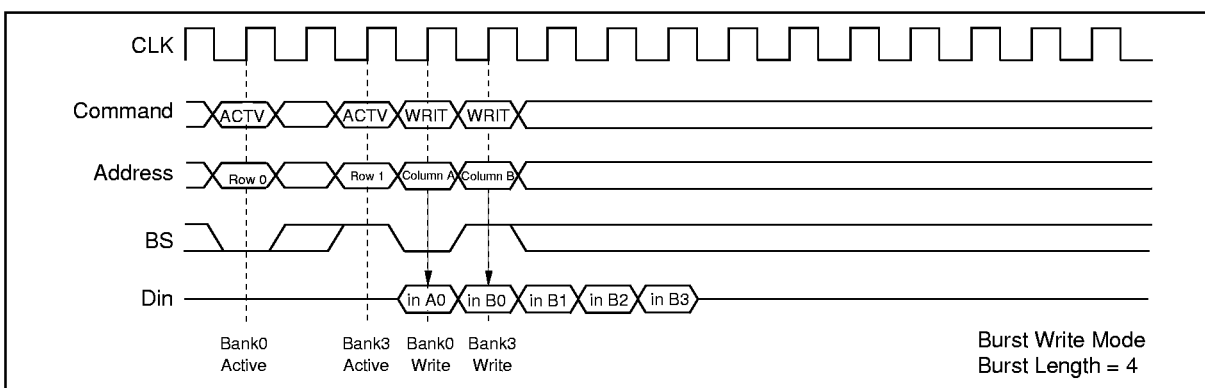 CLK
Command ACTV ACTV WRIT WRIT
Address Row 0 Row 1 Column A Column B
BS
Din in A0 in B0 in B1 in B2 in B3
Bank0 Active
Bank3 Active
Bank0 Write
Bank3 Write
Burst Write Mode
Burst Length = 4